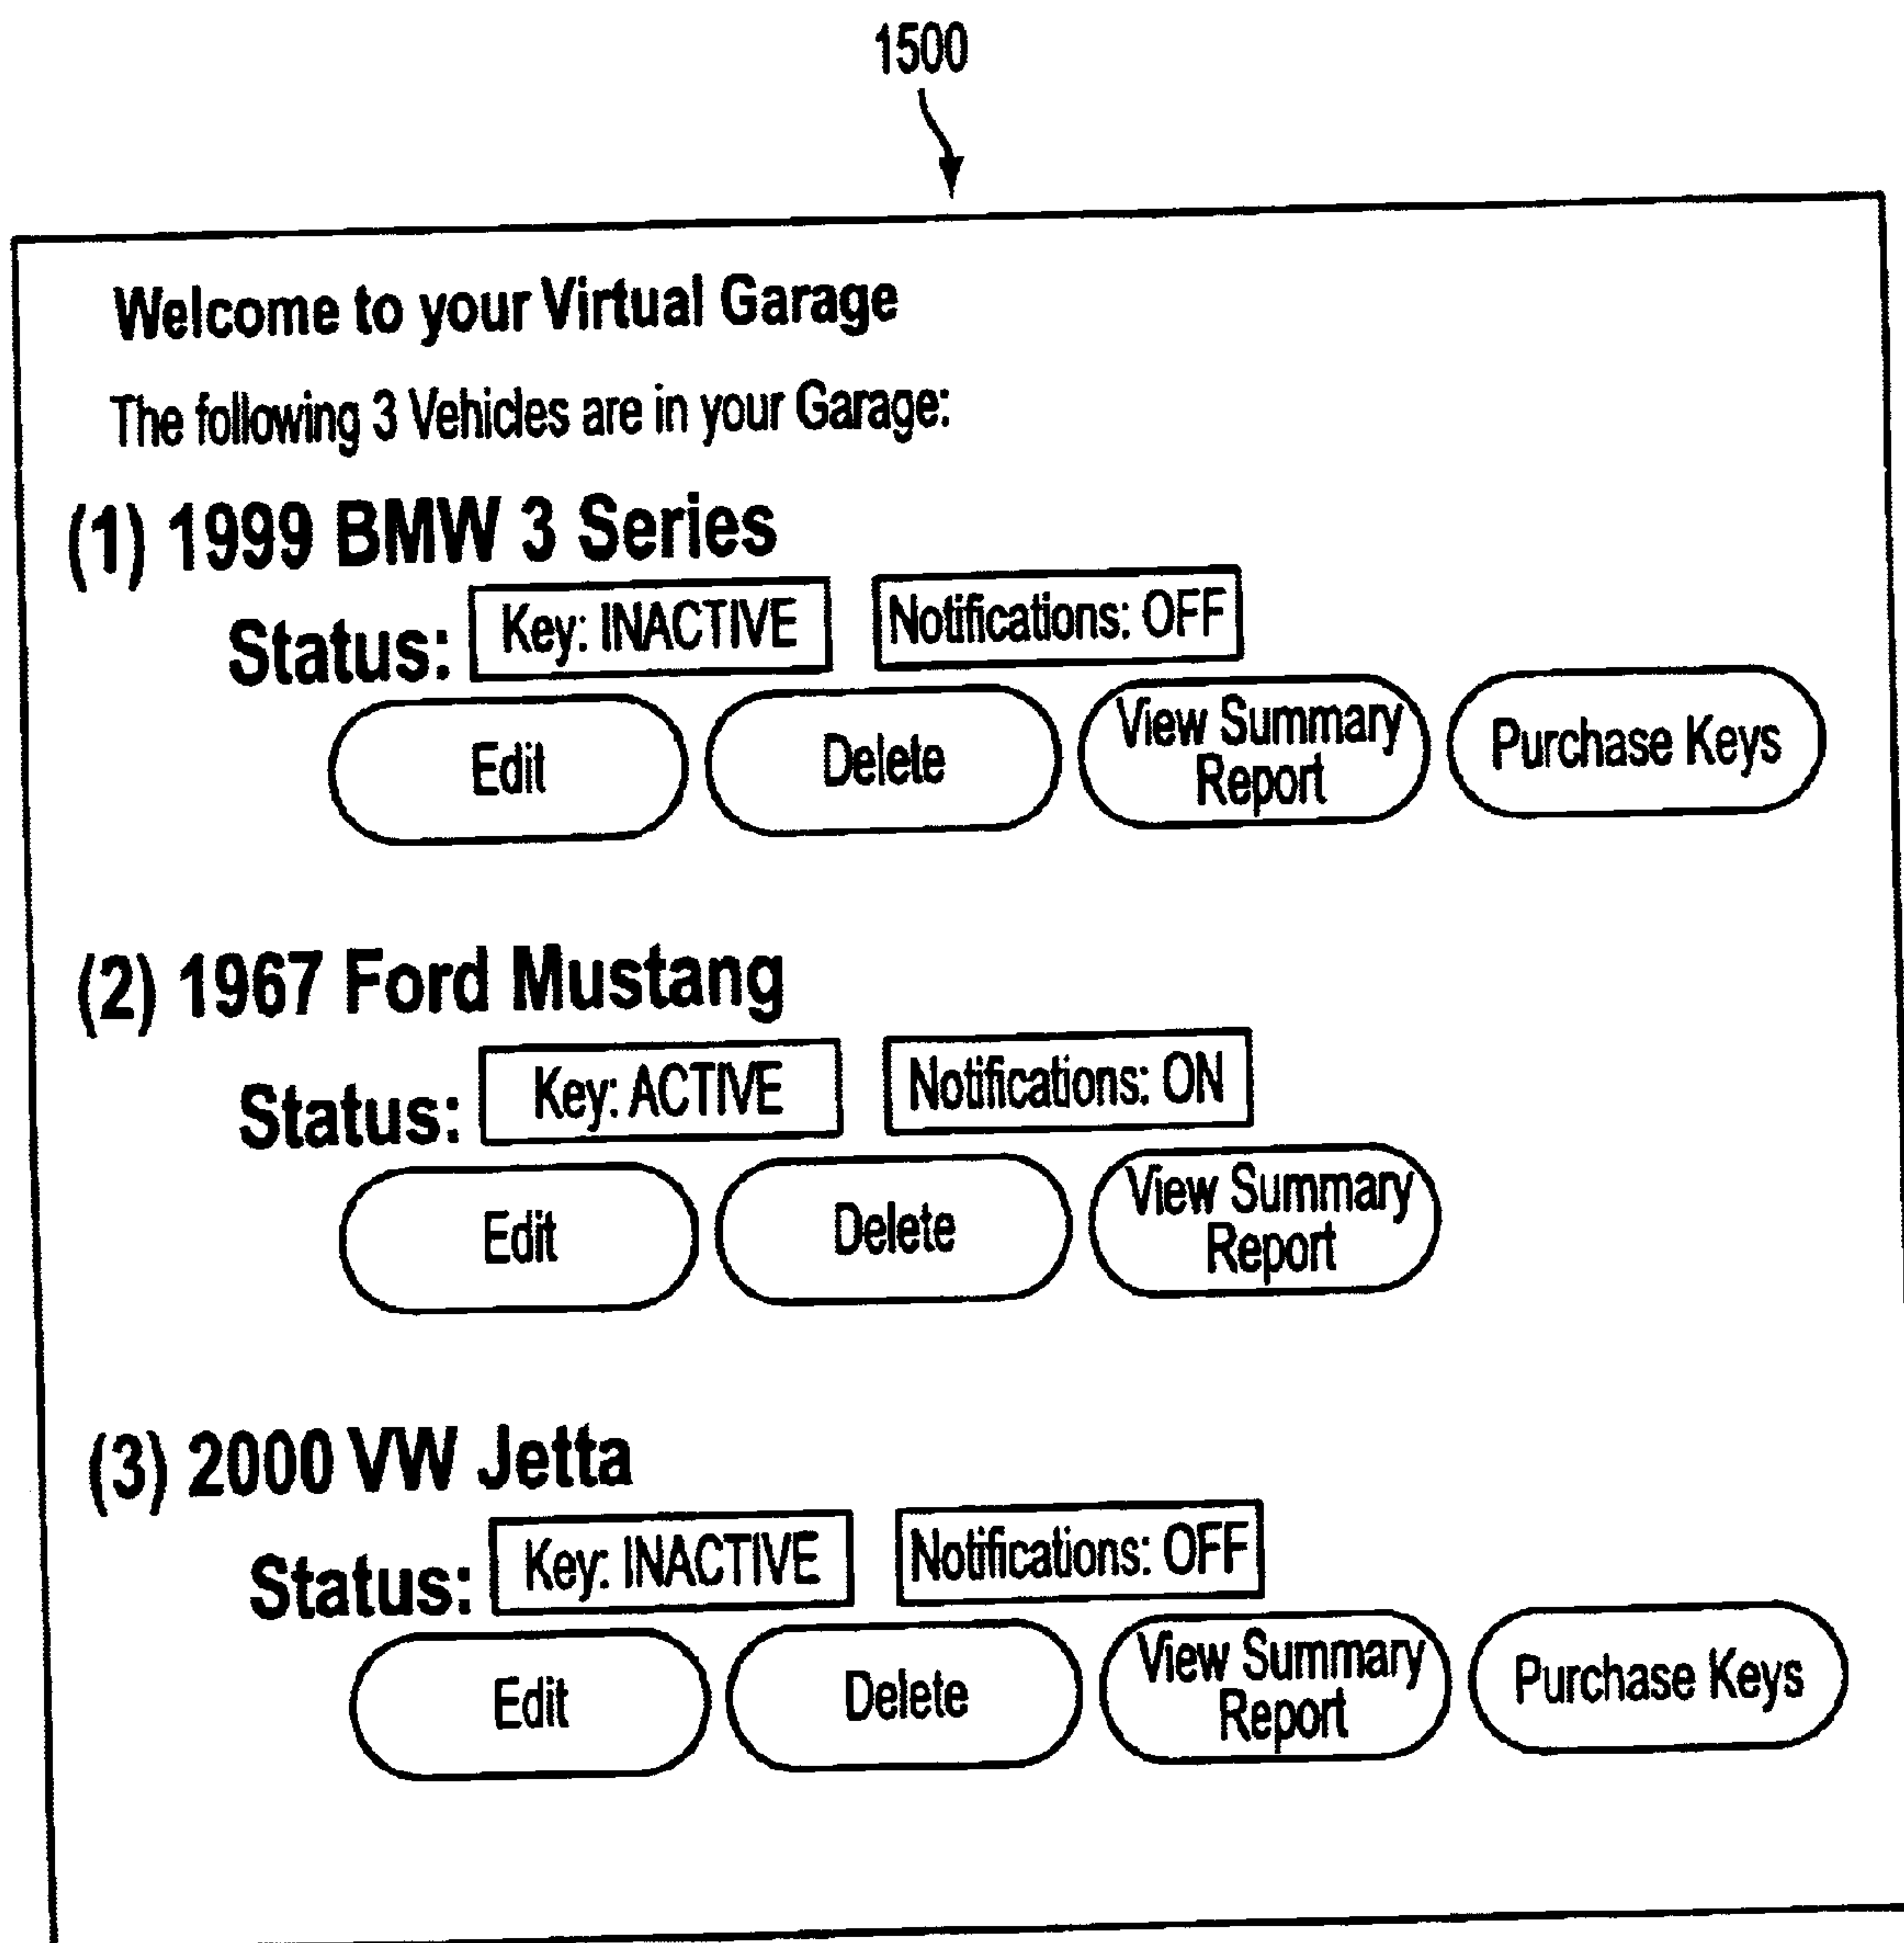 1500
Welcome to your Virtual Garage
The following 3 Vehicles are in your Garage:
(1) 1999 BMW 3 Series
Status: Key: INACTIVE Notifications: OFF
Edit Delete View Summary Report Purchase Keys
(2) 1967 Ford Mustang
Status: Key: ACTIVE Notifications: ON
Edit Delete View Summary Report
(3) 2000 VW Jetta
Status: Key: INACTIVE Notifications: OFF
Edit Delete View Summary Report Purchase Keys